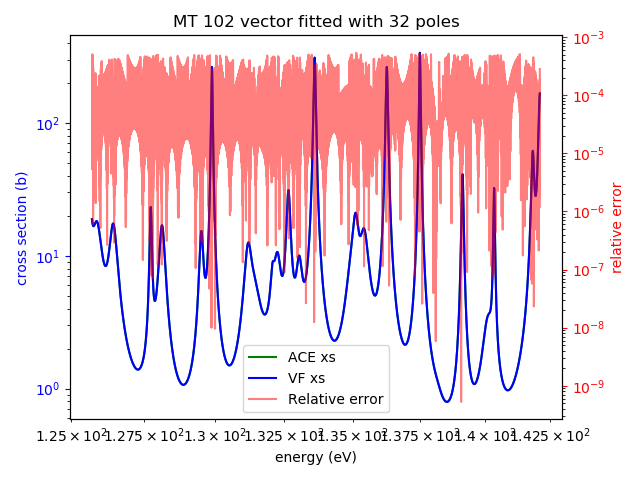 MT 102 vector fitted with 32 poles
cross section (b)
10²
10¹
10⁰
10⁻³
10⁻⁴
10⁻⁵
10⁻⁶
10⁻⁷
10⁻⁸
10⁻⁹
relative error
ACE xs
VF xs
Relative error
1.25 × 10² 1.275 × 10² 1.3 × 10² 1.325 × 10² 1.35 × 10² 1.375 × 10² 1.4 × 10² 1.425 × 10²
energy (eV)